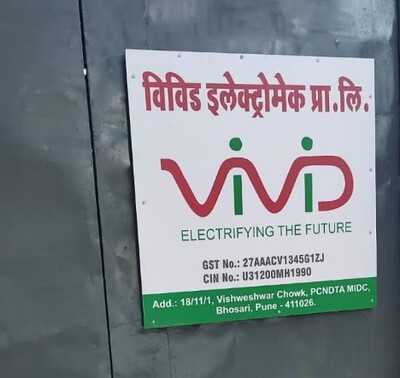 विविड इलेक्ट्रोमेक प्रा.लि.
ViViD
ELECTRIFYING THE FUTURE
GST No.: 27AAACV1345G1ZJ
CIN No.: U31200MH1990
Add.: 18/11/1, Vishweshwar Chowk, PCNDTA MIDC,
Bhosari, Pune - 411026.